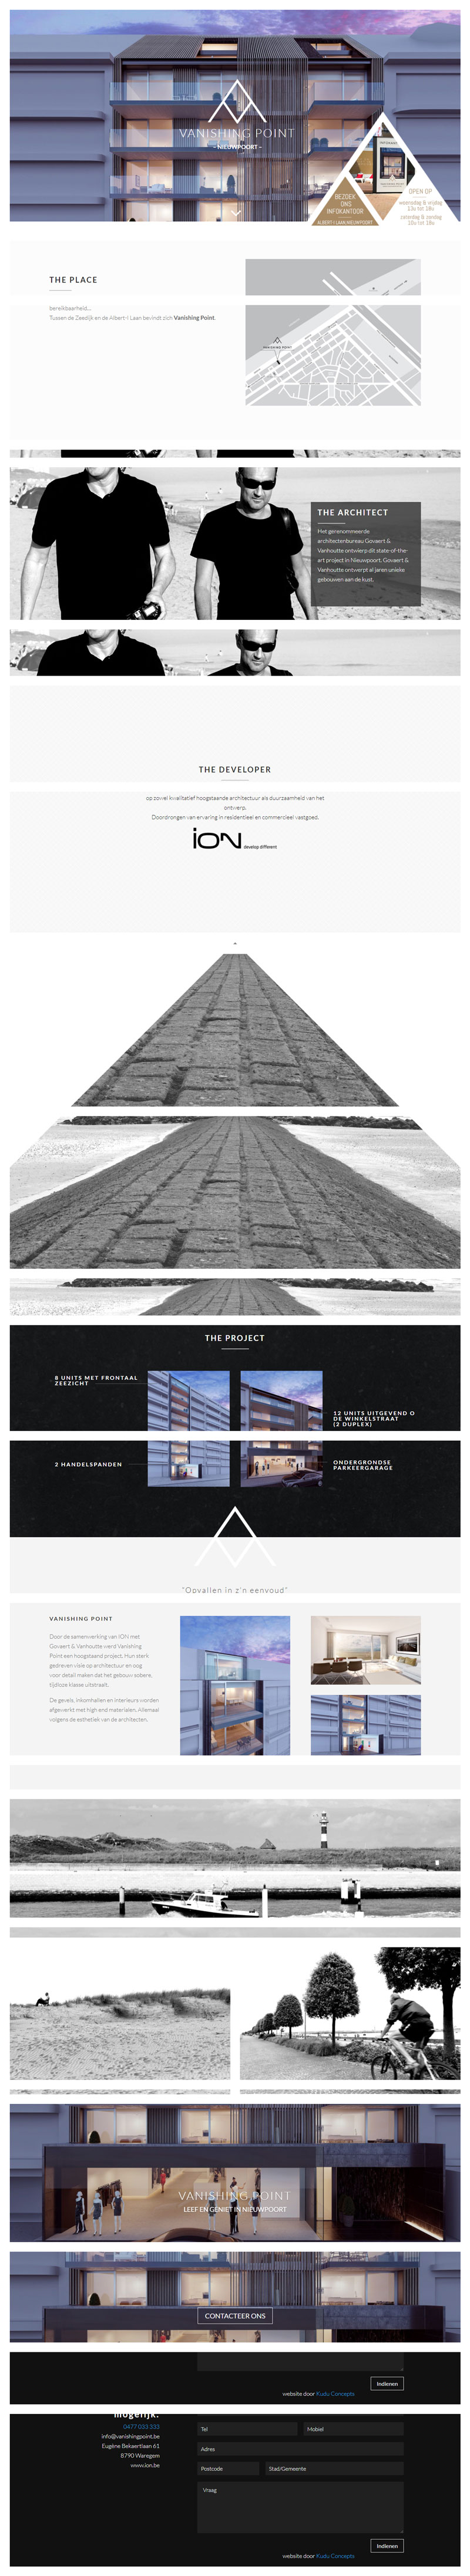 VANISHING POINT
– NIEUWPOORT –
INFOKANTOOR
BEZOEK
ONS
INFOKANTOOR
ALBERT I LAAN NIEUWPOORT
OPEN OP
woensdag & vrijdag
13u tot 18u
zaterdag & zondag
10u tot 18u
THE PLACE
bereikbaarheid...
Tussen de Zeedijk en de Albert-I Laan bevindt zich Vanishing Point.
VANISHING POINT
THE ARCHITECT
Het gerenommeerde
architectenbureau Govaert &
Vanhoutte ontwierp dit state-of-the-
art project in Nieuwpoort. Govaert &
Vanhoutte ontwerpt al jaren unieke
gebouwen aan de kust.
THE DEVELOPER
op zowel kwalitatief hoogstaande architectuur als duurzaamheid van het
ontwerp.
Doordrongen van ervaring in residentieel en commercieel vastgoed.
iON develop different
THE PROJECT
8 UNITS MET FRONTAAL
ZEEZICHT
12 UNITS UITGEVEND O
DE WINKELSTRAAT
(2 DUPLEX)
2 HANDELSPANDEN
ONDERGRONDSE
PARKEERGARAGE
"Opvallen in z'n eenvoud"
VANISHING POINT
Door de samenwerking van ION met
Govaert & Vanhoutte werd Vanishing
Point een hoogstaand project. Hun sterk
gedreven visie op architectuur en oog
voor detail maken dat het gebouw sobere,
tijdloze klasse uitstraalt.
De gevels, inkomhallen en interieurs worden
afgewerkt met high end materialen. Allemaal
volgens de esthetiek van de architecten.
VANISHING POINT
LEEF EN GENIET IN NIEUWPOORT
CONTACTEER ONS
Indienen
website door Kudu Concepts
mogelijk.
0477 033 333
info@vanishingpoint.be
Eugène Bekaertlaan 61
8790 Waregem
www.ion.be
Tel
Mobiel
Adres
Postcode
Stad/Gemeente
Vraag
Indienen
website door Kudu Concepts